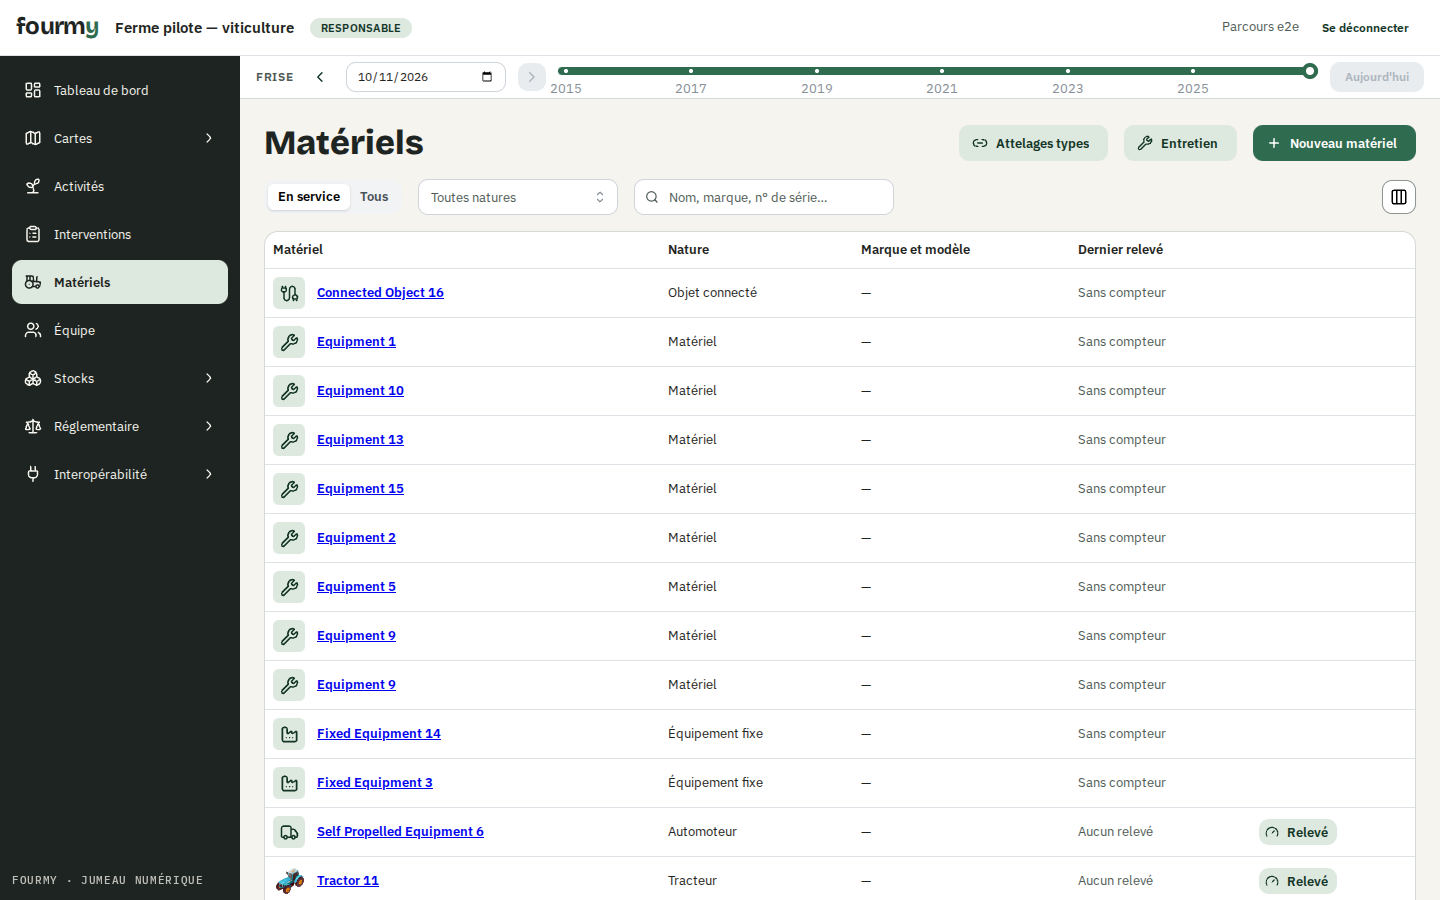 fourmy Ferme pilote — viticulture RESPONSABLE Parcours e2e Se déconnecter
FRISE 10/11/2026 2015 2017 2019 2021 2023 2025 Aujourd'hui
Tableau de bord
Cartes
Activités
Interventions
Matériels
Équipe
Stocks
Réglementaire
Interopérabilité
FOURMY · JUMEAU NUMÉRIQUE
Matériels Attelages types Entretien Nouveau matériel
En service Tous Toutes natures Nom, marque, n° de série…
Matériel Nature Marque et modèle Dernier relevé
Connected Object 16 Objet connecté — Sans compteur
Equipment 1 Matériel — Sans compteur
Equipment 10 Matériel — Sans compteur
Equipment 13 Matériel — Sans compteur
Equipment 15 Matériel — Sans compteur
Equipment 2 Matériel — Sans compteur
Equipment 5 Matériel — Sans compteur
Equipment 9 Matériel — Sans compteur
Equipment 9 Matériel — Sans compteur
Fixed Equipment 14 Équipement fixe — Sans compteur
Fixed Equipment 3 Équipement fixe — Sans compteur
Self Propelled Equipment 6 Automoteur — Aucun relevé Relevé
Tractor 11 Tracteur — Aucun relevé Relevé